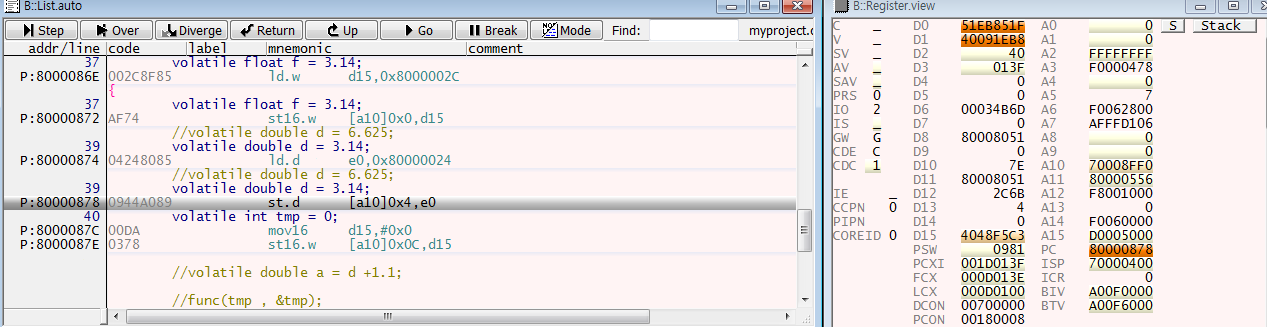 B::List.auto
Step Over Diverge Return Up Go Break Mode Find: myproject.c
addr/line code label mnemonic comment
37 volatile float f = 3.14;
P:8000086E 002C8F85 ld.w d15,0x8000002C
{
37 volatile float f = 3.14;
P:80000872 AF74 st16.w [a10]0x0,d15
//volatile double d = 6.625;
39 volatile double d = 3.14;
P:80000874 04248085 ld.d e0,0x80000024
//volatile double d = 6.625;
39 volatile double d = 3.14;
P:80000878 0944A089 st.d [a10]0x4,e0
40 volatile int tmp = 0;
P:8000087C 00DA mov16 d15,#0x0
P:8000087E 0378 st16.w [a10]0x0C,d15
//volatile double a = d +1.1;
//func(tmp , &tmp);
B::Register.view
C _ D0 51EB851F A0 0 S Stack
V _ D1 40091EB8 A1 0
SV _ D2 40 A2 FFFFFFFF
AV _ D3 013F A3 F0000478
SAV _ D4 0 A4 0
PRS 0 D5 0 A5 7
IO 2 D6 00034B6D A6 F0062800
IS _ D7 0 A7 AFFFD106
GW G D8 80008051 A8 0
CDE C D9 0 A9 0
CDC 1 D10 7E A10 70008FF0
D11 80008051 A11 80000556
IE _ D12 2C6B A12 F8001000
CCPN 0 D13 4 A13 0
PIPN D14 0 A14 F0060000
COREID 0 D15 4048F5C3 A15 D0005000
PSW 0981 PC 80000878
PCXI 001D013F ISP 70000400
FCX 000D013E ICR 0
LCX 000D0100 BIV A00F0000
DCON 00700000 BTV A00F6000
PCON 00180008